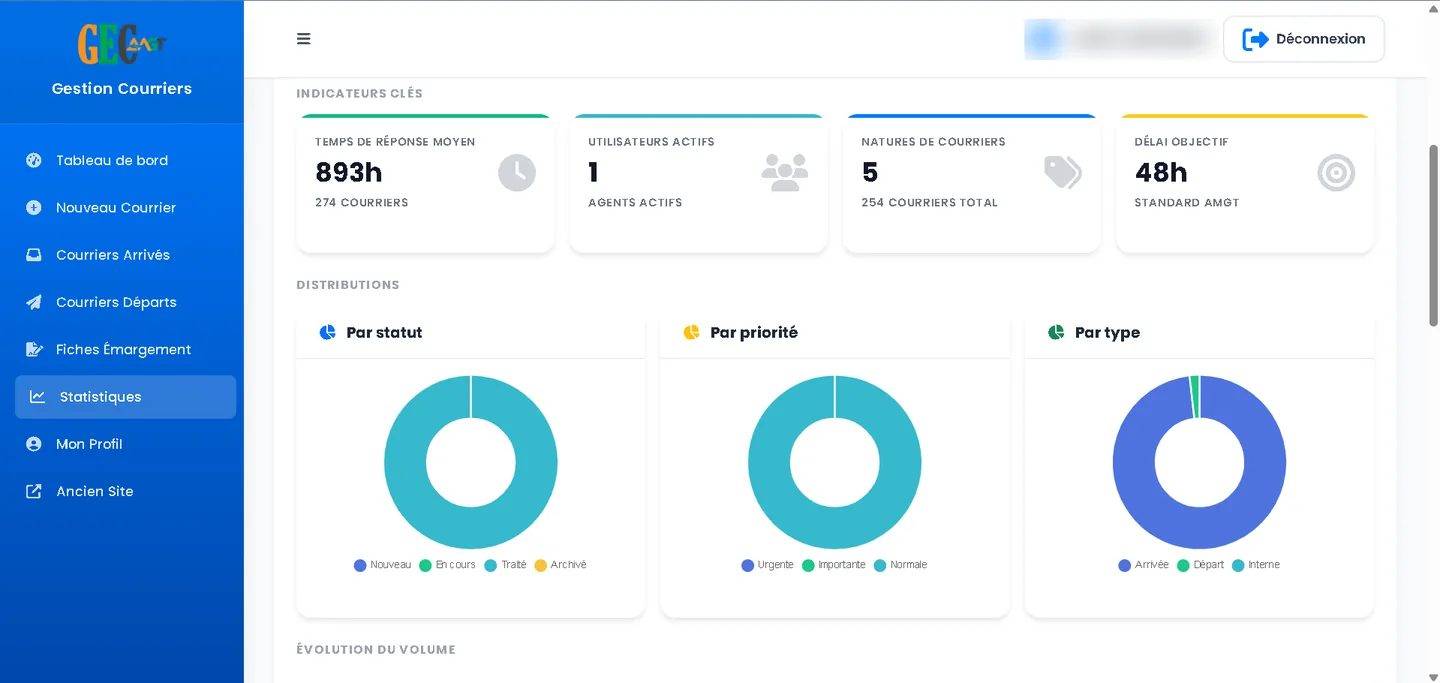 GEC AMGT
Gestion Courriers
Déconnexion
Tableau de bord
Nouveau Courrier
Courriers Arrivés
Courriers Départs
Fiches Émargement
Statistiques
Mon Profil
Ancien Site
INDICATEURS CLÉS
TEMPS DE RÉPONSE MOYEN
893h
274 COURRIERS
UTILISATEURS ACTIFS
1
AGENTS ACTIFS
NATURES DE COURRIERS
5
254 COURRIERS TOTAL
DÉLAI OBJECTIF
48h
STANDARD AMGT
DISTRIBUTIONS
Par statut
Nouveau En cours Traité Archivé
Par priorité
Urgente Importante Normale
Par type
Arrivée Départ Interne
ÉVOLUTION DU VOLUME